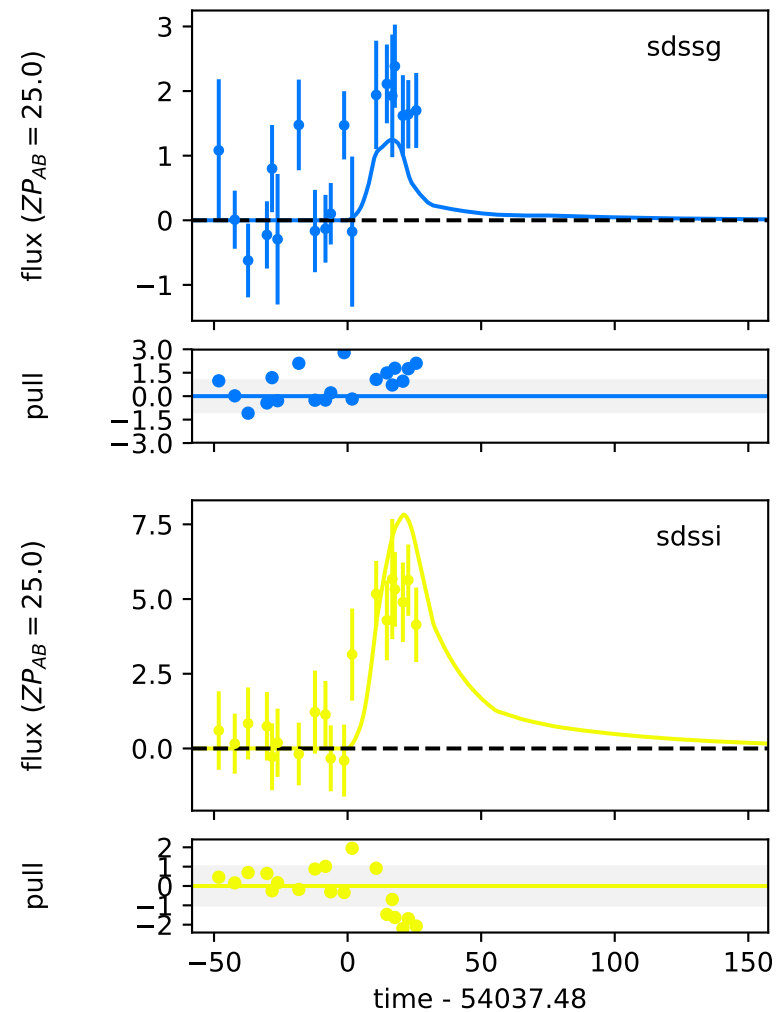 sdssg
flux (ZP_AB = 25.0)
3
2
1
0
−1
pull
3.0
1.5
0.0
−1.5
−3.0
sdssi
flux (ZP_AB = 25.0)
7.5
5.0
2.5
0.0
pull
2
1
0
−1
−2
−50 0 50 100 150
time - 54037.48